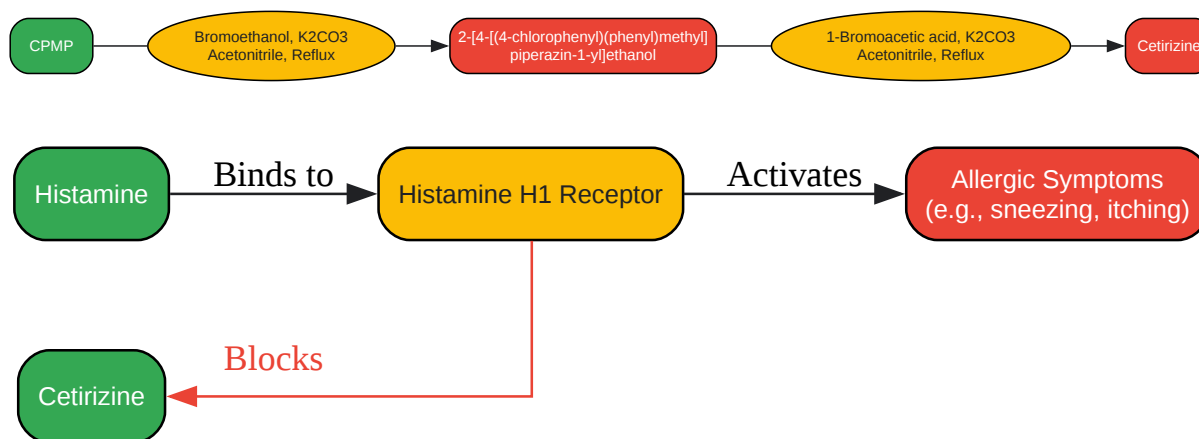 CPMP
Bromoethanol, K2CO3
Acetonitrile, Reflux
2-[4-[(4-chlorophenyl)(phenyl)methyl]
piperazin-1-yl]ethanol
1-Bromoacetic acid, K2CO3
Acetonitrile, Reflux
Cetirizine
Histamine
Binds to
Histamine H1 Receptor
Activates
Allergic Symptoms
(e.g., sneezing, itching)
Blocks
Cetirizine